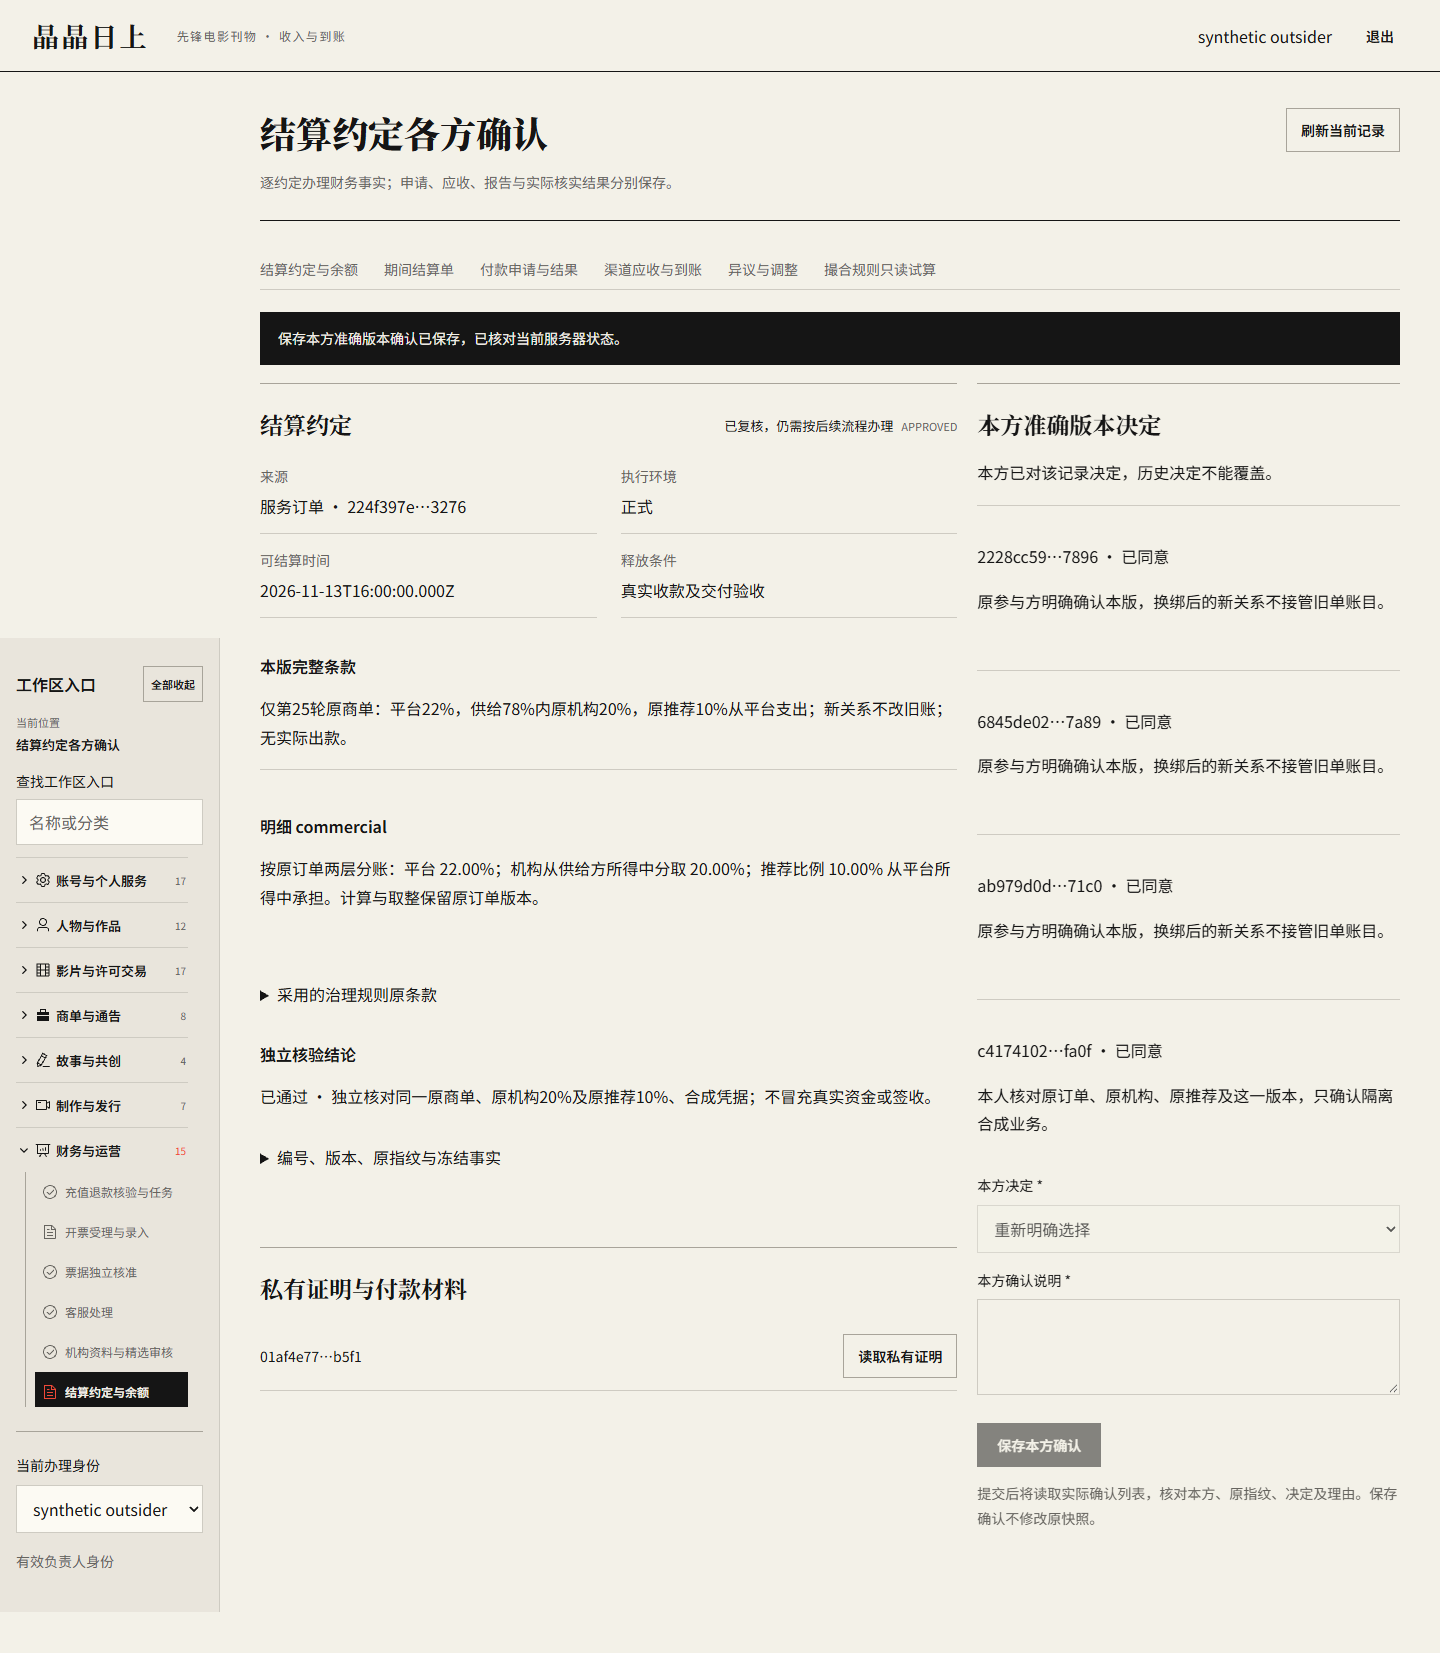 晶晶日上
先锋电影刊物 · 收入与到账
synthetic outsider
退出
结算约定各方确认
刷新当前记录
逐约定办理财务事实；申请、应收、报告与实际核实结果分别保存。
结算约定与余额
期间结算单
付款申请与结果
渠道应收与到账
异议与调整
撮合规则只读试算
保存本方准确版本确认已保存，已核对当前服务器状态。
结算约定
已复核，仍需按后续流程办理 APPROVED
来源
服务订单 · 224f397e…3276
执行环境
正式
可结算时间
2026-11-13T16:00:00.000Z
释放条件
真实收款及交付验收
本版完整条款
仅第25轮原商单：平台22%，供给78%内原机构20%，原推荐10%从平台支出；新关系不改旧账；
无实际出款。
明细 commercial
按原订单两层分账：平台 22.00%；机构从供给方所得中分取 20.00%；推荐比例 10.00% 从平台所
得中承担。计算与取整保留原订单版本。
采用的治理规则原条款
独立核验结论
已通过 · 独立核对同一原商单、原机构20%及原推荐10%、合成凭据；不冒充真实资金或签收。
编号、版本、原指纹与冻结事实
私有证明与付款材料
01af4e77…b5f1
读取私有证明
本方准确版本决定
本方已对该记录决定，历史决定不能覆盖。
2228cc59…7896 · 已同意
原参与方明确确认本版，换绑后的新关系不接管旧单账目。
6845de02…7a89 · 已同意
原参与方明确确认本版，换绑后的新关系不接管旧单账目。
ab979d0d…71c0 · 已同意
原参与方明确确认本版，换绑后的新关系不接管旧单账目。
c4174102…fa0f · 已同意
本人核对原订单、原机构、原推荐及这一版本，只确认隔离
合成业务。
本方决定 *
重新明确选择
本方确认说明 *
保存本方确认
提交后将读取实际确认列表，核对本方、原指纹、决定及理由。保存
确认不修改原快照。
工作区入口
全部收起
当前位置
结算约定各方确认
查找工作区入口
名称或分类
账号与个人服务 17
人物与作品 12
影片与许可交易 17
商单与通告 8
故事与共创 4
制作与发行 7
财务与运营 15
充值退款核验与任务
开票受理与录入
票据独立核准
客服处理
机构资料与精选审核
结算约定与余额
当前办理身份
synthetic outsider
有效负责人身份